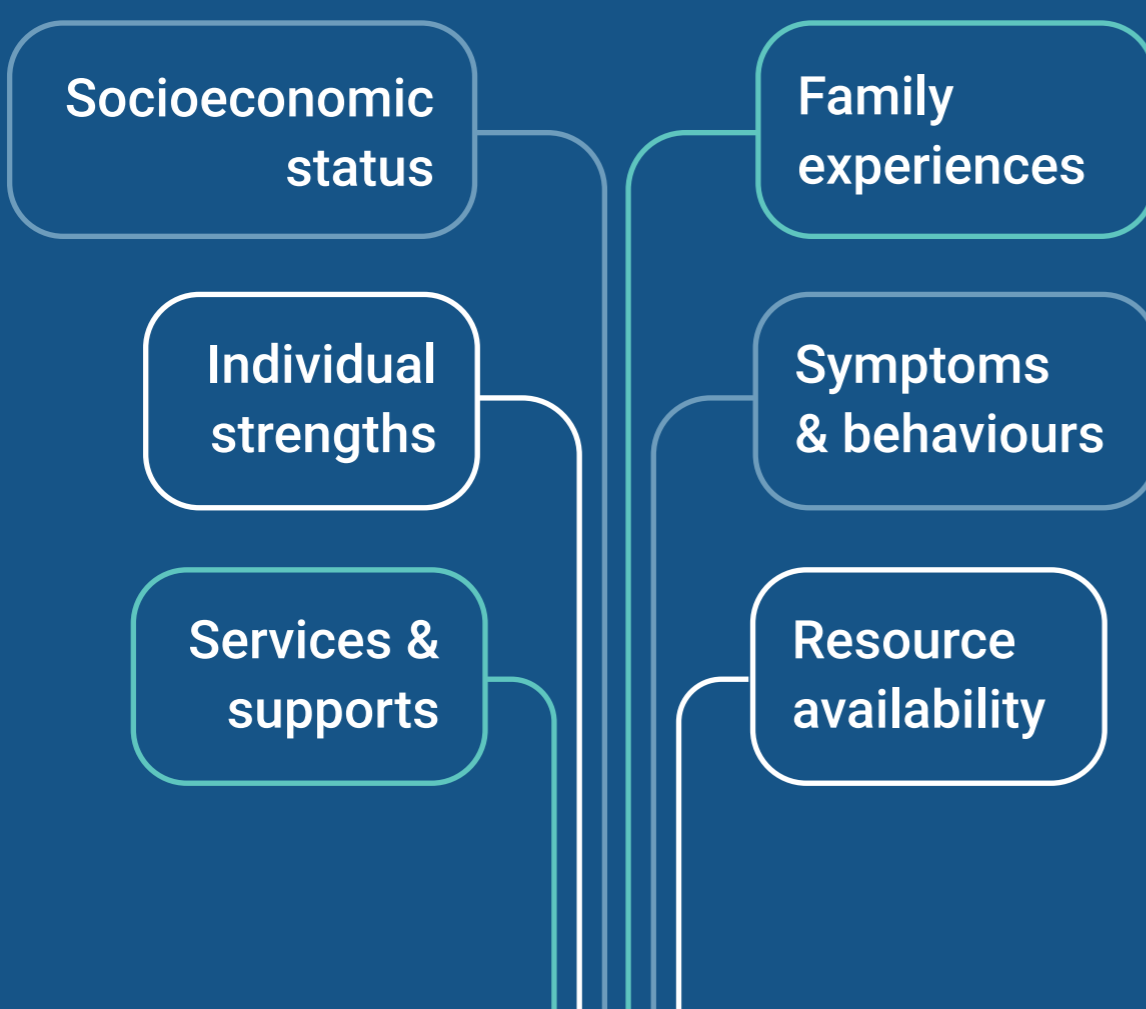 Socioeconomic
status
Family
experiences
Individual
strengths
Symptoms
& behaviours
Services &
supports
Resource
availability